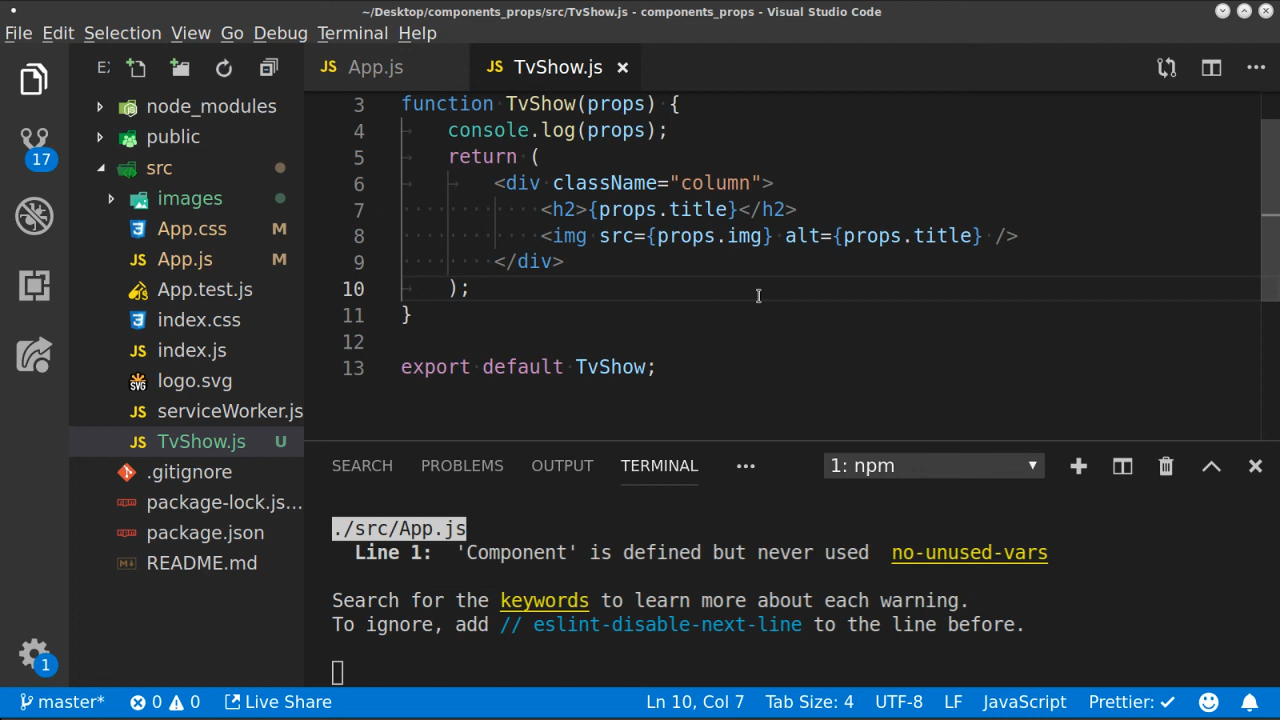 ~/Desktop/components_props/src/TvShow.js - components_props - Visual Studio Code
File Edit Selection View Go Debug Terminal Help
E:
JS App.js
JS TvShow.js
node_modules
public
17
src
images
App.css M
JS App.js M
App.test.js
index.css
JS index.js
SVG logo.svg
JS serviceWorker.js
JS TvShow.js U
.gitignore
package-lock.js...
package.json
README.md
1
3 function TvShow(props) {
4 console.log(props);
5 return (
6 <div className="column">
7 <h2>{props.title}</h2>
8 <img src={props.img} alt={props.title} />
9 </div>
10 );
11 }
12
13 export default TvShow;
SEARCH PROBLEMS OUTPUT TERMINAL ••• 1: npm
./src/App.js
Line 1: 'Component' is defined but never used no-unused-vars
Search for the keywords to learn more about each warning.
To ignore, add // eslint-disable-next-line to the line before.
master* 0 0 Live Share Ln 10, Col 7 Tab Size: 4 UTF-8 LF JavaScript Prettier: ✓